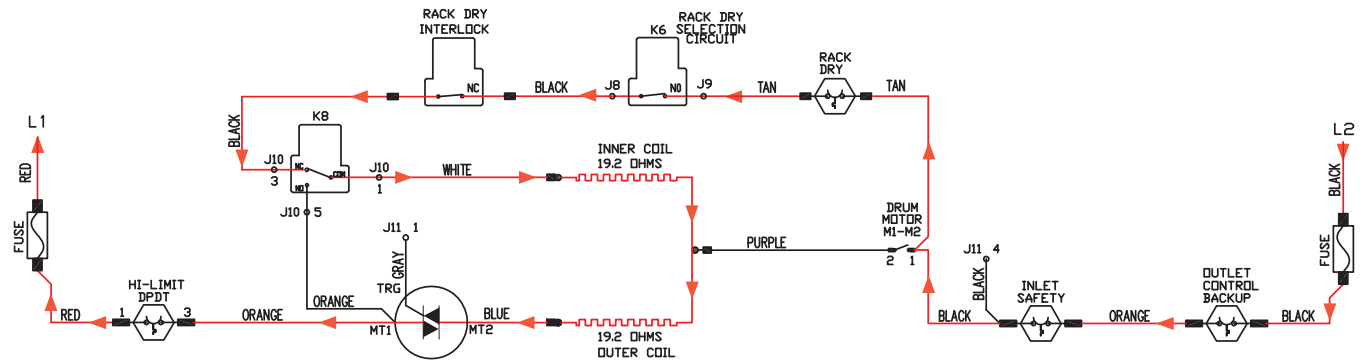 RACK DRY
INTERLOCK
NC
BLACK
J8
K6
RACK DRY
SELECTION
CIRCUIT
NO
J9
TAN
RACK
DRY
TAN
L1
RED
FUSE
BLACK
K8
J10
3
NC
COM
NO
J10
1
J10 5
WHITE
INNER COIL
19.2 OHMS
L2
BLACK
FUSE
DRUM
MOTOR
M1-M2
2 1
PURPLE
J11 1
GRAY
TRG
J11 4
BLACK
HI-LIMIT
DPDT
1 3
RED
ORANGE
ORANGE
MT1
MT2
BLUE
19.2 OHMS
OUTER COIL
BLACK
INLET
SAFETY
ORANGE
OUTLET
CONTROL
BACKUP
BLACK